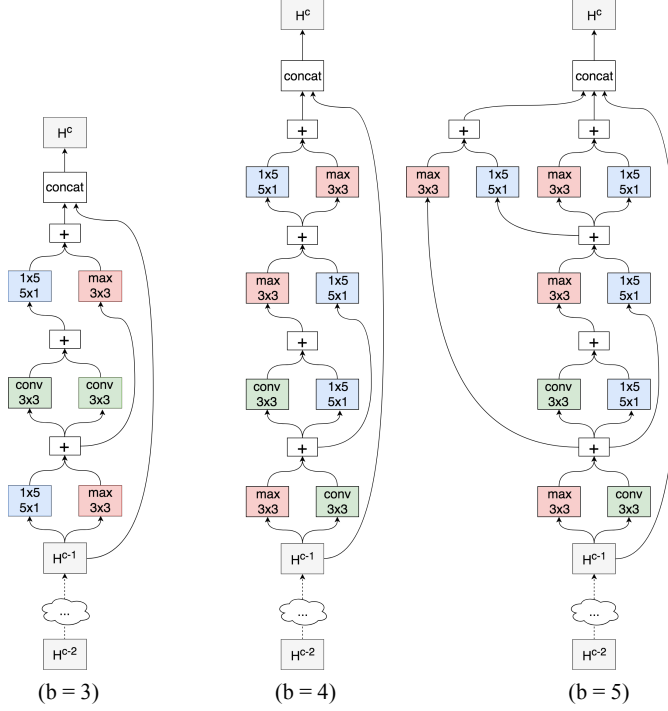 H^c
concat
+
1x5
5x1
max
3x3
+
conv
3x3
conv
3x3
+
1x5
5x1
max
3x3
H^c-1
...
H^c-2
(b = 3)
H^c
concat
+
1x5
5x1
max
3x3
+
max
3x3
1x5
5x1
+
conv
3x3
1x5
5x1
+
max
3x3
conv
3x3
H^c-1
...
H^c-2
(b = 4)
H^c
concat
+
+
max
3x3
1x5
5x1
max
3x3
1x5
5x1
+
max
3x3
1x5
5x1
+
conv
3x3
1x5
5x1
+
max
3x3
conv
3x3
H^c-1
...
H^c-2
(b = 5)